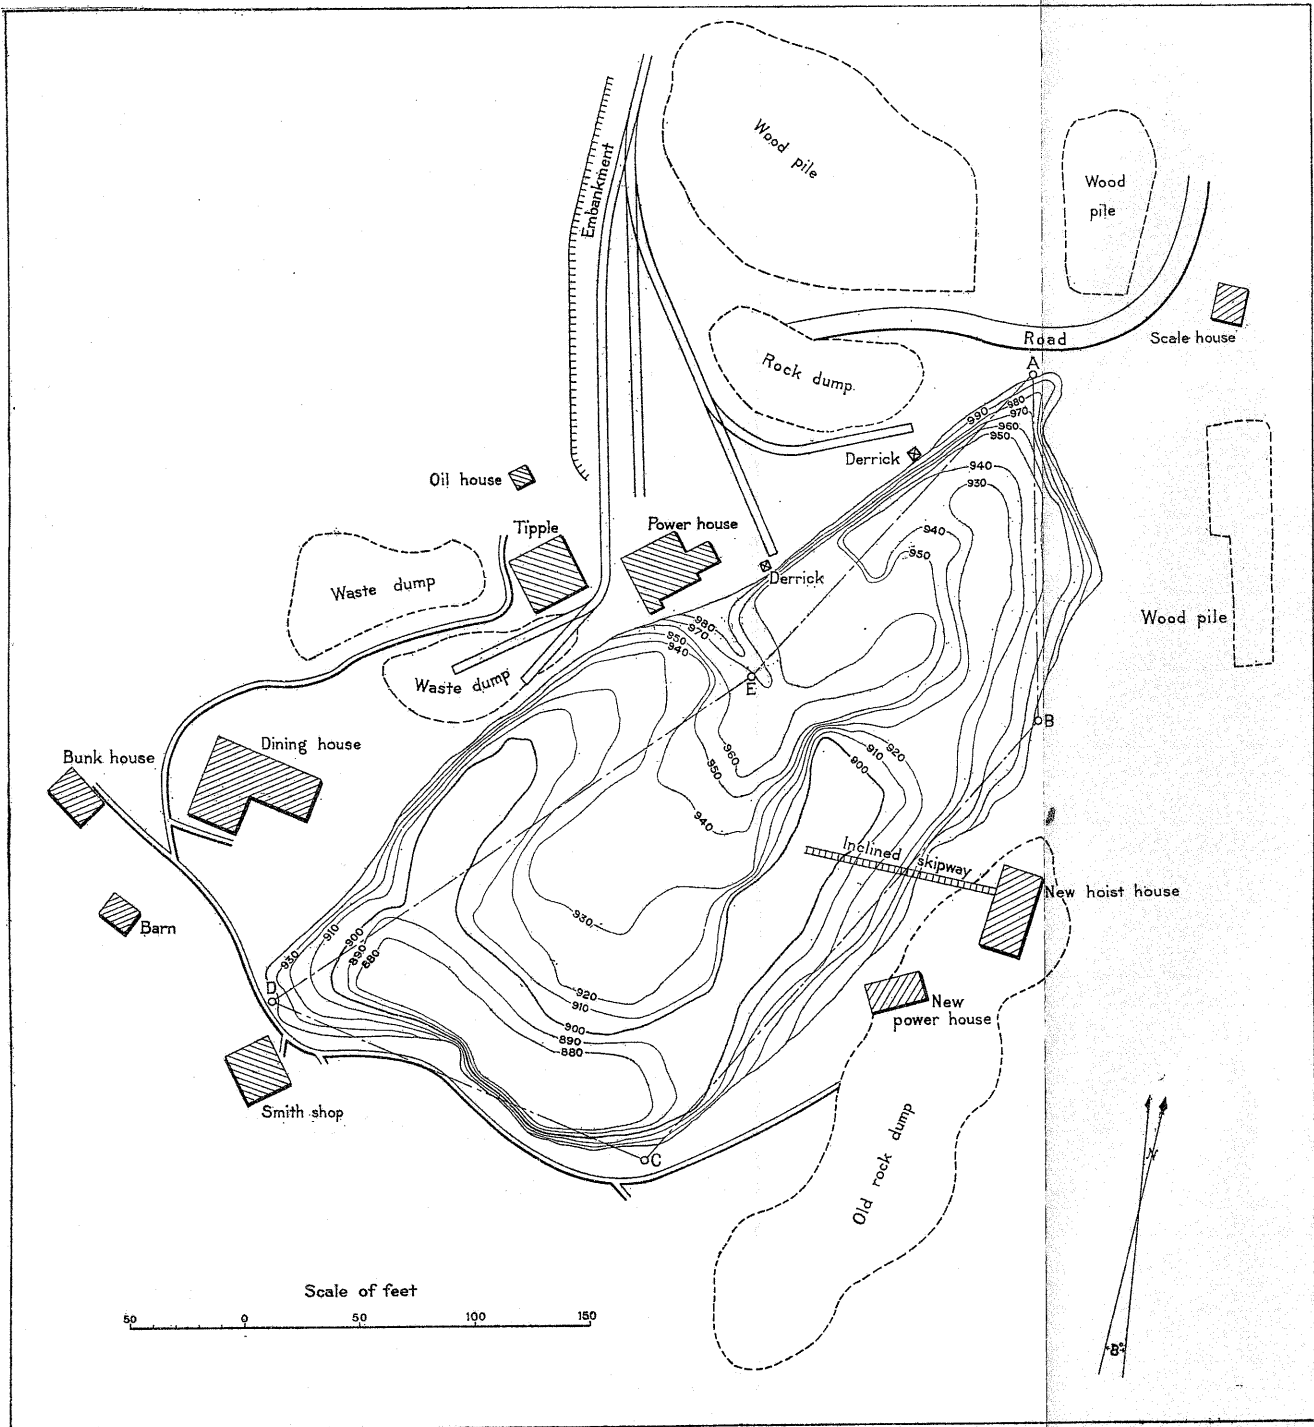 Wood pile
Wood
pile
Embankment
Road
Scale house
A
Rock dump
990
980
970
960
950
Derrick
940
930
Oil house
Tipple
Power house
940
950
Derrick
Waste dump
Wood pile
980
970
950
940
Waste dump
E
B
Dining house
Bunk house
960
950
940
920
910
900
Inclined skipway
New hoist house
930
Barn
930
910
900
890
880
D
920
910
900
890
880
New
power house
Smith shop
C
Old rock dump
N
Scale of feet
50
0
50
100
150
8°